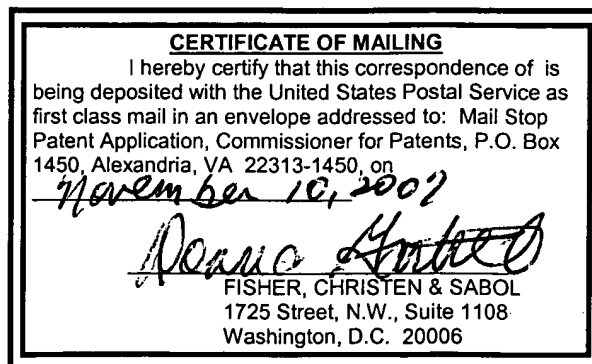 CERTIFICATE OF MAILING
I hereby certify that this correspondence of is
being deposited with the United States Postal Service as
first class mail in an envelope addressed to: Mail Stop
Patent Application, Commissioner for Patents, P.O. Box
1450, Alexandria, VA 22313-1450, on
November 10, 2007
Donna
FISHER, CHRISTEN & SABOL
1725 Street, N.W., Suite 1108
Washington, D.C. 20006